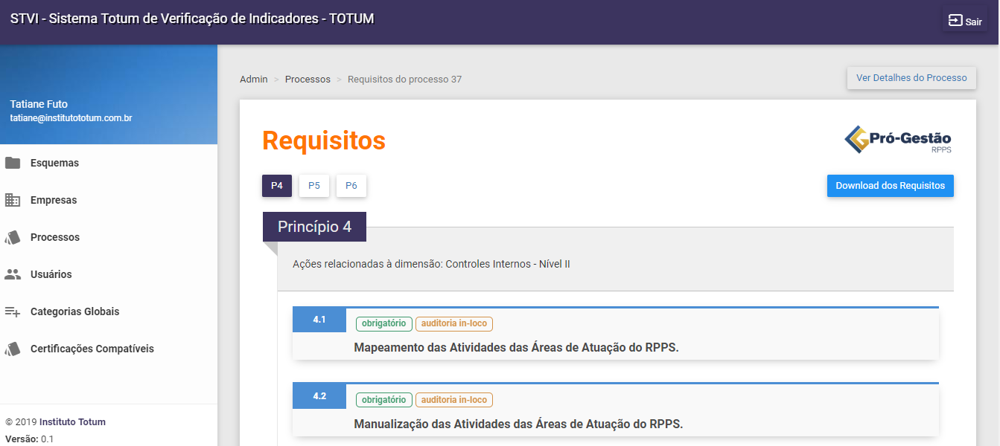 STVI - Sistema Totum de Verificação de Indicadores - TOTUM
Sair
Tatiane Futo
tatiane@institutototum.com.br
Esquemas
Empresas
Processos
Usuários
Categorias Globais
Certificações Compatíveis
© 2019 Instituto Totum
Versão: 0.1
Admin > Processos > Requisitos do processo 37
Ver Detalhes do Processo
Requisitos
Pró-Gestão
RPPS
P4 P5 P6
Download dos Requisitos
Princípio 4
Ações relacionadas à dimensão: Controles Internos - Nível II
4.1 obrigatório auditoria in-loco
Mapeamento das Atividades das Áreas de Atuação do RPPS.
4.2 obrigatório auditoria in-loco
Manualização das Atividades das Áreas de Atuação do RPPS.